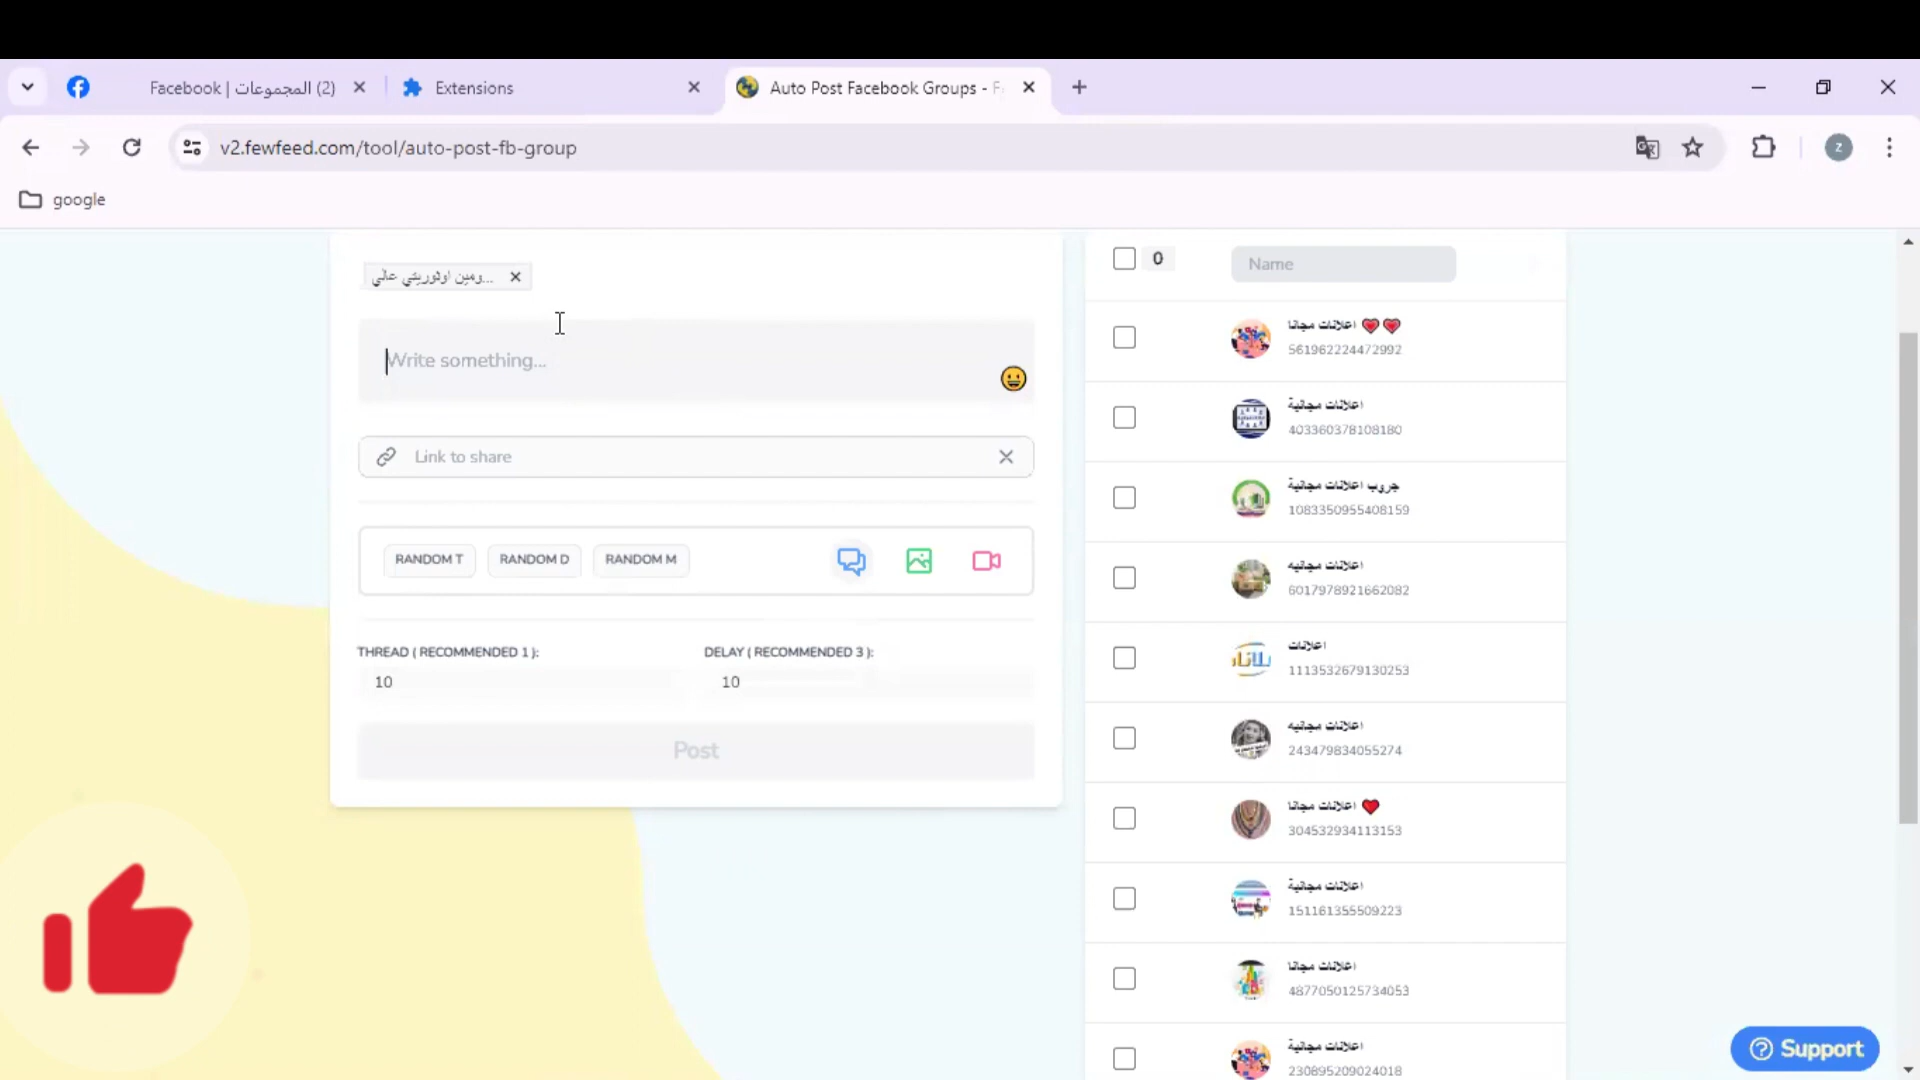 Facebook | المجموعات (2)
Extensions
Auto Post Facebook Groups - F
v2.fewfeed.com/tool/auto-post-fb-group
Z
google
ومين اوثوريتي عالي...
Write something...
Link to share
RANDOM T
RANDOM D
RANDOM M
THREAD ( RECOMMENDED 1 ):
DELAY ( RECOMMENDED 3 ):
10
10
Post
0
Name
اعلانات مجانا
561962224472992
اعلانات مجانية
403360378108180
جروب اعلانات مجانية
1083350955408159
اعلانات مجانيه
6017978921662082
اعلانات
1113532679130253
اعلانات مجانيه
243479834055274
اعلانات مجانا
304532934113153
اعلانات مجانية
151161355509223
اعلانات مجانا
4877050125734053
اعلانات مجانية
230895209024018
Support